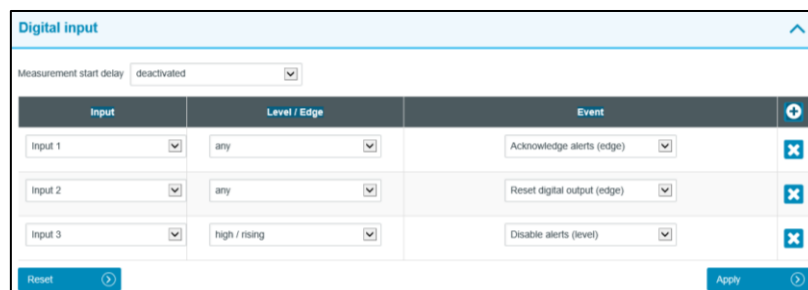 Digital input
Measurement start delay deactivated
Input Level / Edge Event
Input 1 any Acknowledge alerts (edge)
Input 2 any Reset digital output (edge)
Input 3 high / rising Disable alerts (level)
Reset Apply